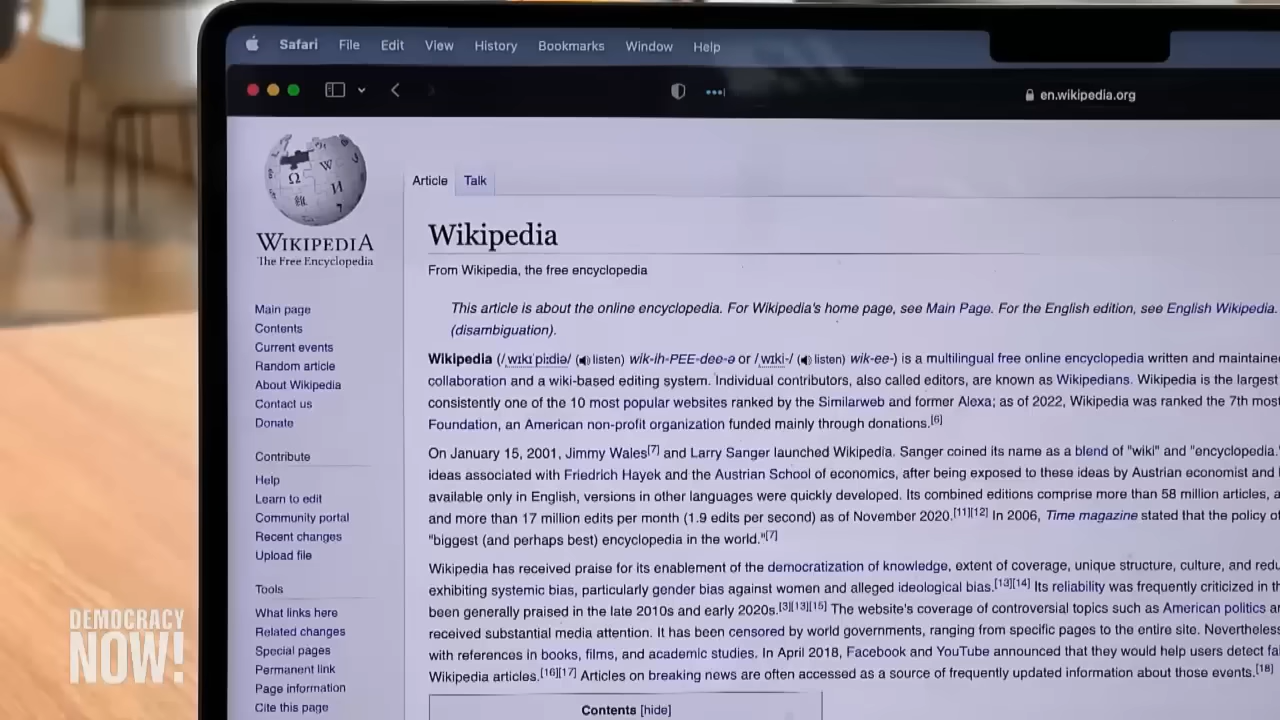 Safari File Edit View History Bookmarks Window Help
en.wikipedia.org
WIKIPEDIA
The Free Encyclopedia
Main page
Contents
Current events
Random article
About Wikipedia
Contact us
Donate
Contribute
Help
Learn to edit
Community portal
Recent changes
Upload file
Tools
What links here
Related changes
Special pages
Permanent link
Page information
Cite this page
Article Talk
Wikipedia
From Wikipedia, the free encyclopedia
This article is about the online encyclopedia. For Wikipedia's home page, see Main Page. For the English edition, see English Wikipedia.
(disambiguation).
Wikipedia (/ˌwɪkɪˈpiːdiə/ (listen) wik-ih-PEE-dee-ə or /ˌwɪki-/ (listen) wik-ee-) is a multilingual free online encyclopedia written and
collaboration and a wiki-based editing system. Individual contributors, also called editors, are known as Wikipedians. Wikipedia is the largest
consistently one of the 10 most popular websites ranked by the Similarweb and former Alexa; as of 2022, Wikipedia was ranked the 7th most
Foundation, an American non-profit organization funded mainly through donations.[6]
On January 15, 2001, Jimmy Wales[7] and Larry Sanger launched Wikipedia. Sanger coined its name as a blend of "wiki" and "encyclopedia."
ideas associated with Friedrich Hayek and the Austrian School of economics, after being exposed to these ideas by Austrian economist and
available only in English, versions in other languages were quickly developed. Its combined editions comprise more than 58 million articles,
and more than 17 million edits per month (1.9 edits per second) as of November 2020.[11][12] In 2006, Time magazine stated that the policy of
"biggest (and perhaps best) encyclopedia in the world."[7]
Wikipedia has received praise for its enablement of the democratization of knowledge, extent of coverage, unique structure, culture, and
exhibiting systemic bias, particularly gender bias against women and alleged ideological bias.[13][14] Its reliability was frequently criticized in
been generally praised in the late 2010s and early 2020s.[3][13][15] The website's coverage of controversial topics such as American politics
received substantial media attention. It has been censored by world governments, ranging from specific pages to the entire site. Nevertheless
with references in books, films, and academic studies. In April 2018, Facebook and YouTube announced that they would help users detect
Wikipedia articles.[16][17] Articles on breaking news are often accessed as a source of frequently updated information about those events.[18]
Contents [hide]
DEMOCRACY
NOW!